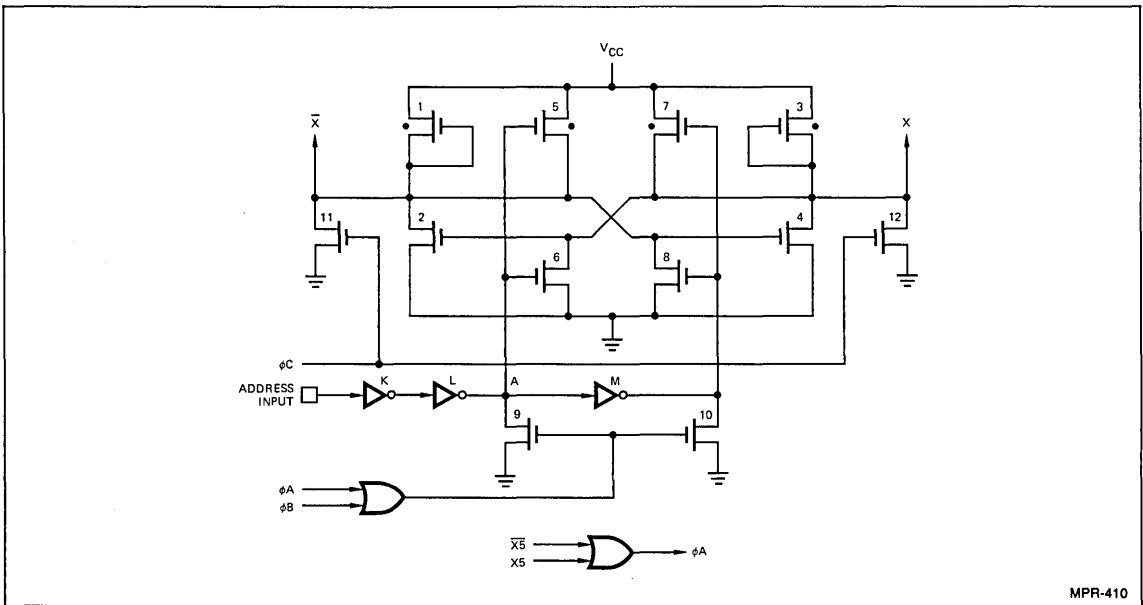 VCC
1
5
7
3
X̅
X
11
2
4
12
6
8
φC
ADDRESS
INPUT
K
L
A
M
9
10
φA
φB
X̅5̅
X5
φA
MPR-410